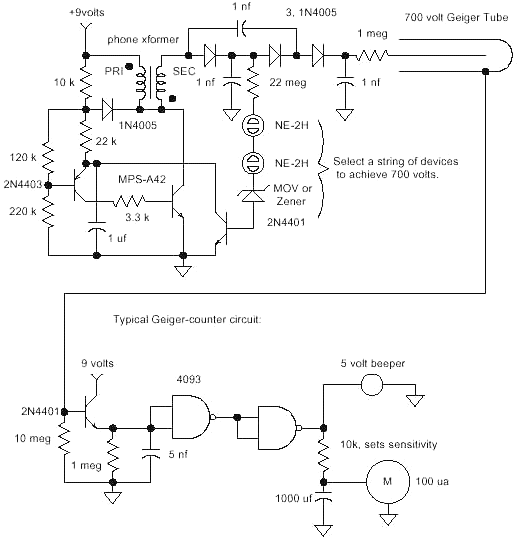 +9volts
1 nf
3, 1N4005
700 volt Geiger Tube
phone xformer
1 meg
PRI
SEC
10 k
1 nf
22 meg
1 nf
1N4005
22 k
NE-2H
120 k
NE-2H
Select a string of devices
to achieve 700 volts.
2N4403
MPS-A42
MOV or
Zener
220 k
3.3 k
2N4401
1 uf
Typical Geiger-counter circuit:
9 volts
5 volt beeper
4093
2N4401
10 meg
1 meg
5 nf
10k, sets sensitivity
M
100 ua
1000 uf